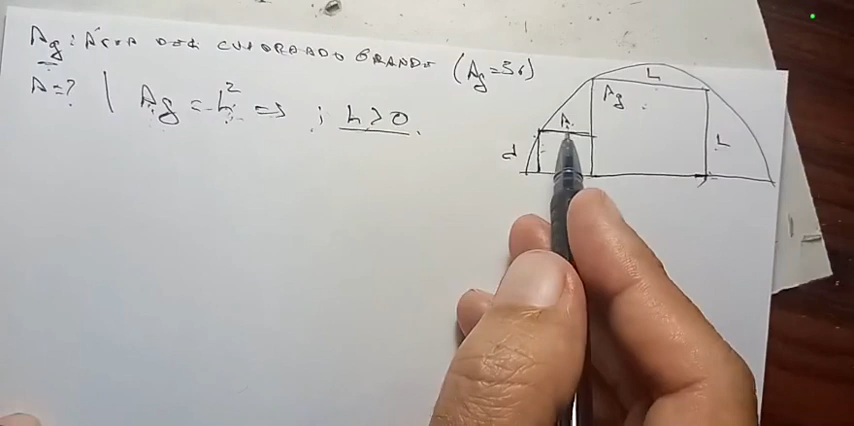 Ag: Área del cuadrado grande (Ag=36)
A=? | Ag = L² => ; L>0.
L
Ag
A
d
L